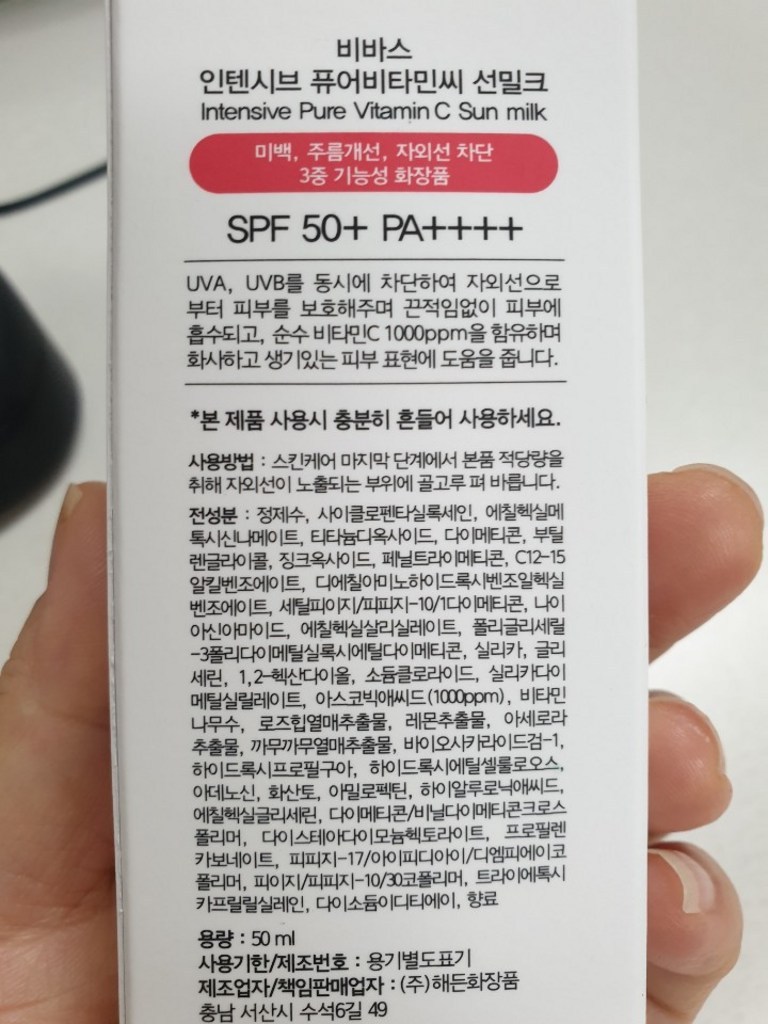 비바스
인텐시브 퓨어비타민씨 선밀크
Intensive Pure Vitamin C Sun milk
미백, 주름개선, 자외선 차단
3중 기능성 화장품
SPF 50+ PA++++
UVA, UVB를 동시에 차단하여 자외선으로
부터 피부를 보호해주며 끈적임없이 피부에
흡수되고, 순수 비타민C 1000ppm을 함유하며
화사하고 생기있는 피부 표현에 도움을 줍니다.
*본 제품 사용시 충분히 흔들어 사용하세요.
사용방법 : 스킨케어 마지막 단계에서 본품 적당량을
취해 자외선이 노출되는 부위에 골고루 펴 바릅니다.
전성분 : 정제수, 사이클로펜타실록세인, 에칠헥실메
톡시신나메이트, 티타늄디옥사이드, 다이메티콘, 부틸
렌글라이콜, 징크옥사이드, 페닐트라이메티콘, C12-15
알킬벤조에이트, 디에칠아미노하이드록시벤조일헥실
벤조에이트, 세틸피이지/피피지-10/1다이메티콘, 나이
아신아마이드, 에칠헥실살리실레이트, 폴리글리세릴
-3폴리다이메틸실록시에틸다이메티콘, 실리카, 글리
세린, 1,2-헥산다이올, 소듐클로라이드, 실리카다이
메틸실릴레이트, 아스코빅애씨드(1000ppm), 비타민
나무수, 로즈힙열매추출물, 레몬추출물, 아세로라
추출물, 까무까무열매추출물, 바이오사카라이드검-1,
하이드록시프로필구아, 하이드록시에틸셀룰로오스,
아데노신, 화산토, 아밀로펙틴, 하이알루로닉애씨드,
에칠헥실글리세린, 다이메티콘/비닐다이메티콘크로스
폴리머, 다이스테아다이모늄헥토라이트, 프로필렌
카보네이트, 피피지-17/아이피디아이/디엠피에이코
폴리머, 피이지/피피지-10/30코폴리머, 트라이에톡시
카프릴릴실레인, 다이소듐이디티에이, 향료
용량 : 50 ml
사용기한/제조번호 : 용기별도표기
제조업자/책임판매업자 : (주)해든화장품
충남 서산시 수석6길 49